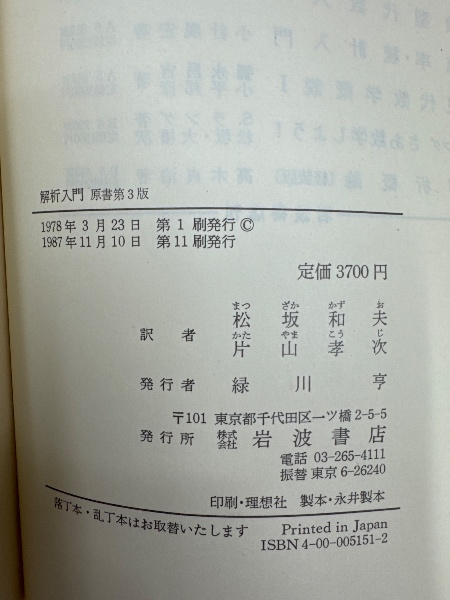 解析入門 原書第3版
1978年3月23日 第1刷発行©
1987年11月10日 第11刷発行
定価3700円
まつ ざか かず お
松坂和夫
訳者
かた やま こう じ
片山孝次
発行者 緑川亨
〒101 東京都千代田区一ツ橋2-5-5
発行所 株式会社 岩波書店
電話 03-265-4111
振替 東京 6-26240
印刷・理想社 製本・永井製本
落丁本・乱丁本はお取替いたします
Printed in Japan
ISBN4-00-005151-2